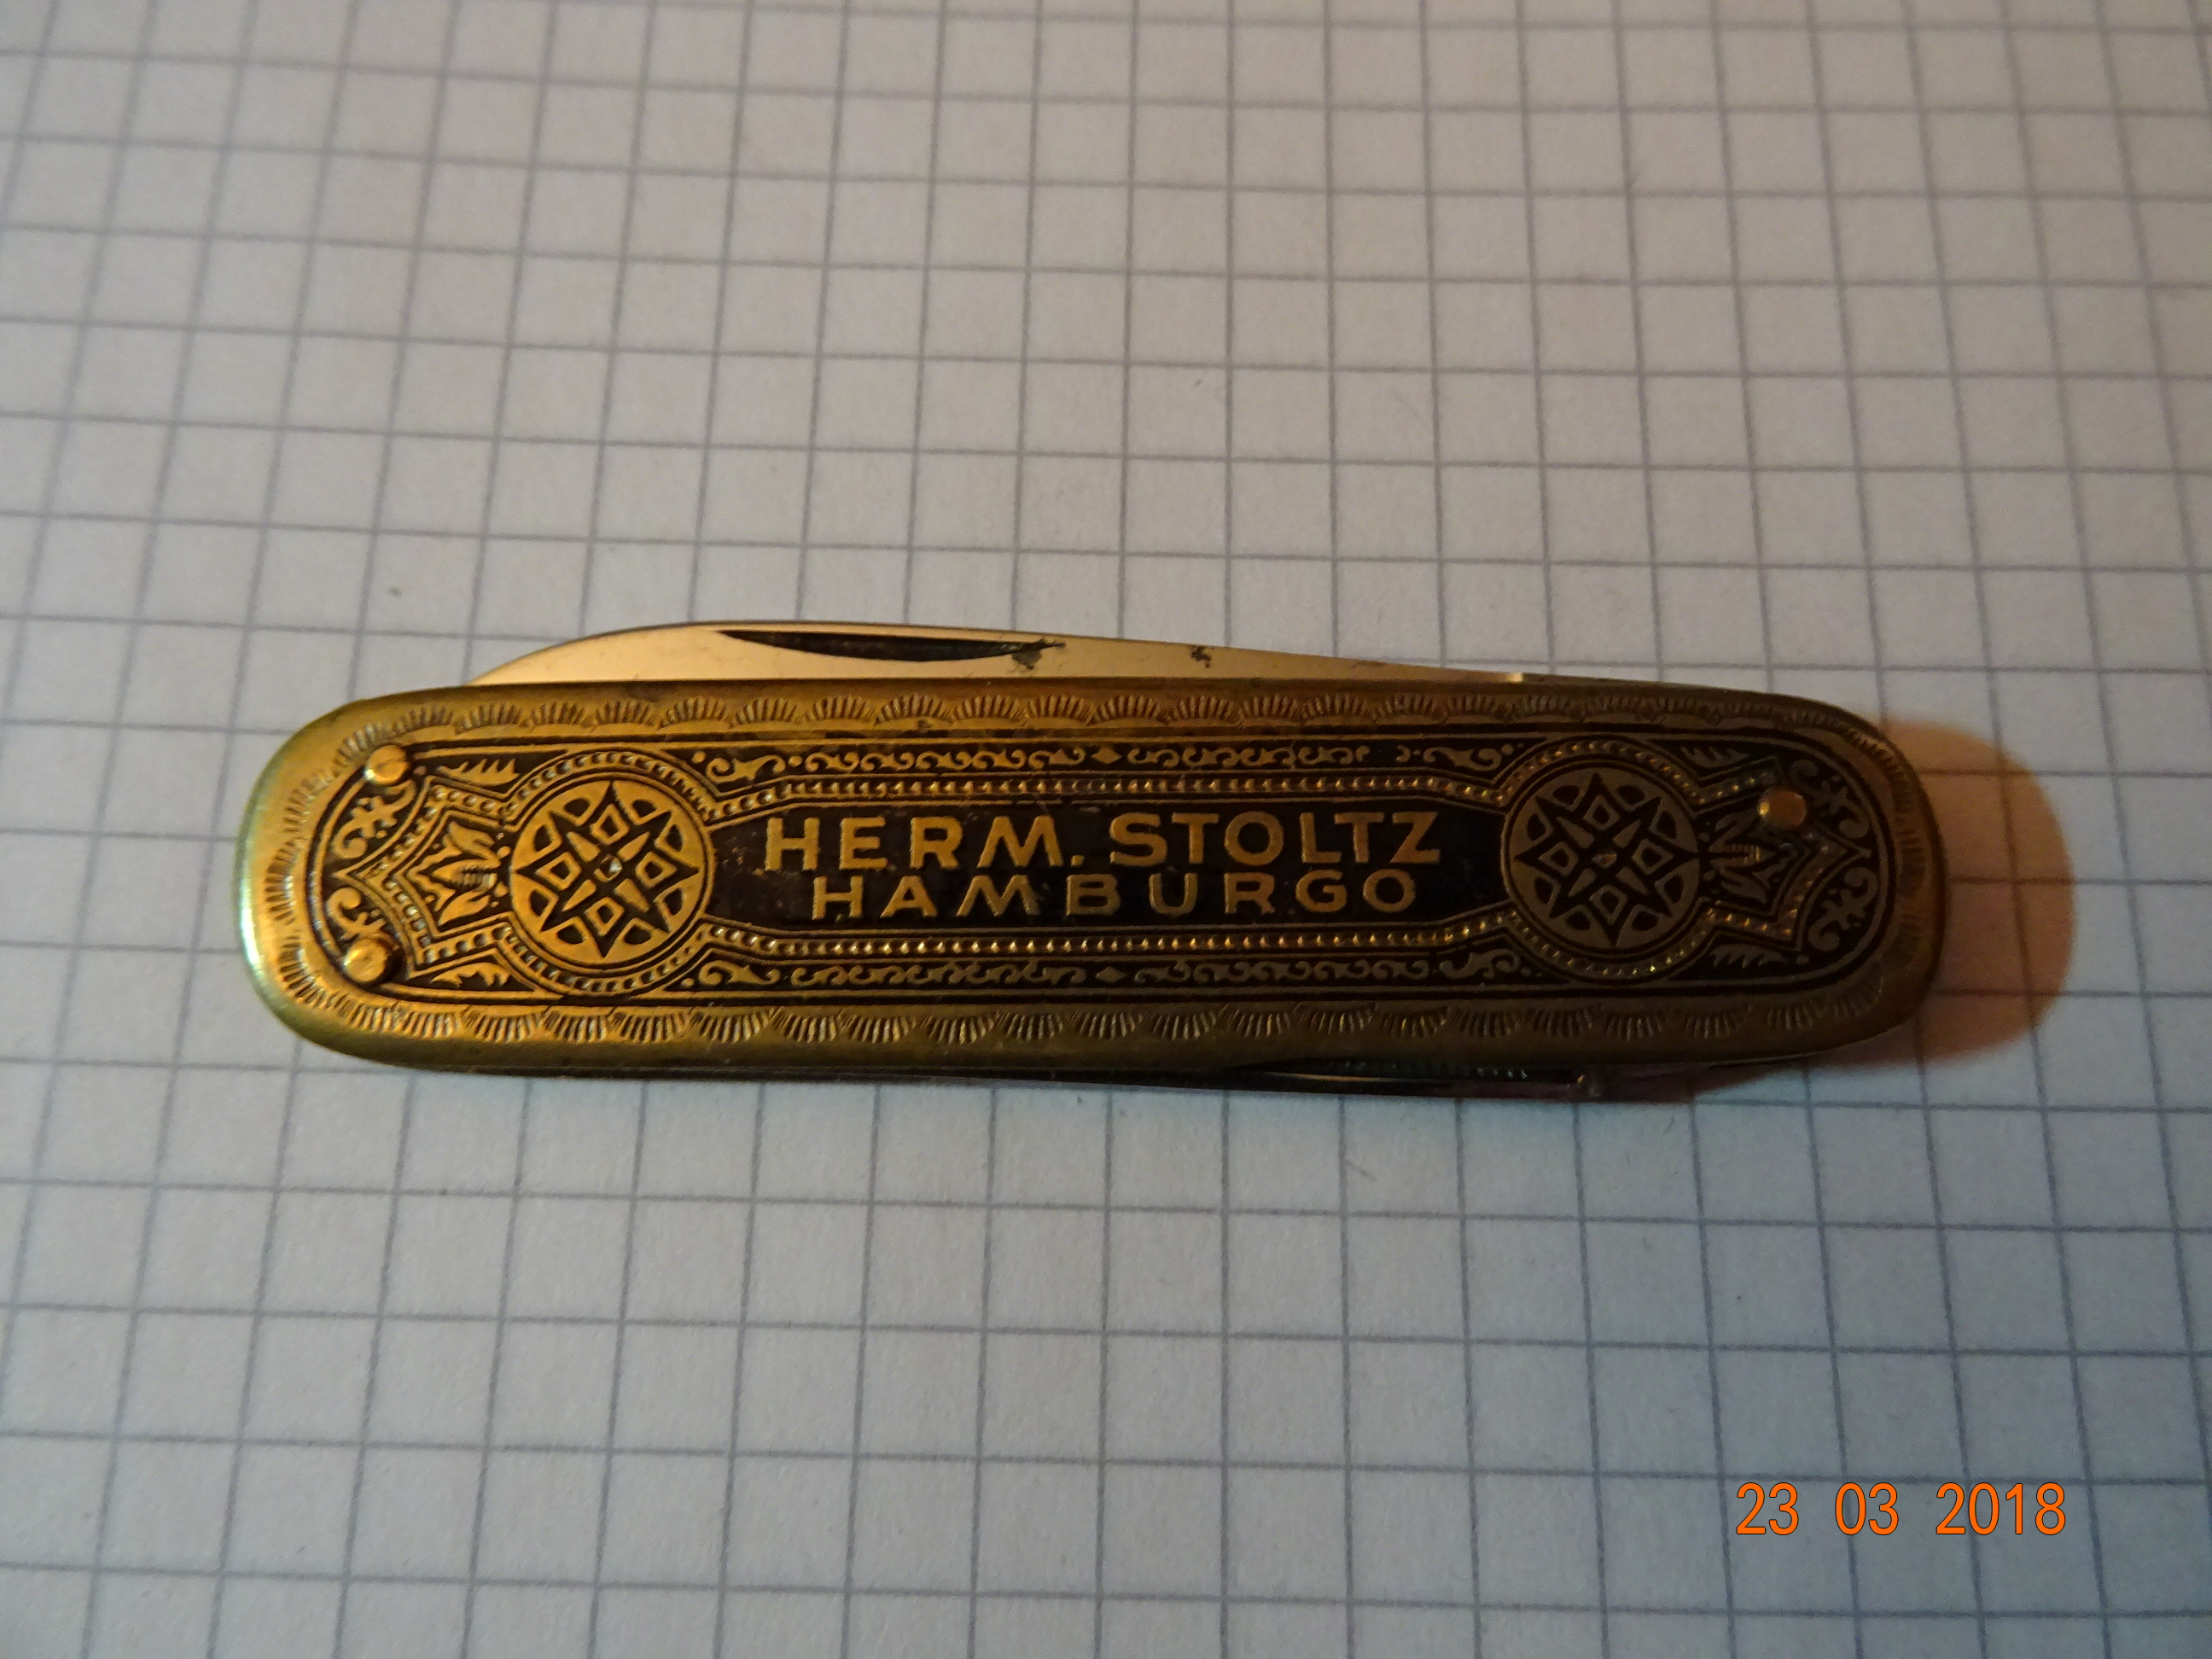 HERM. STOLTZ
HAMBURGO
23 03 2018